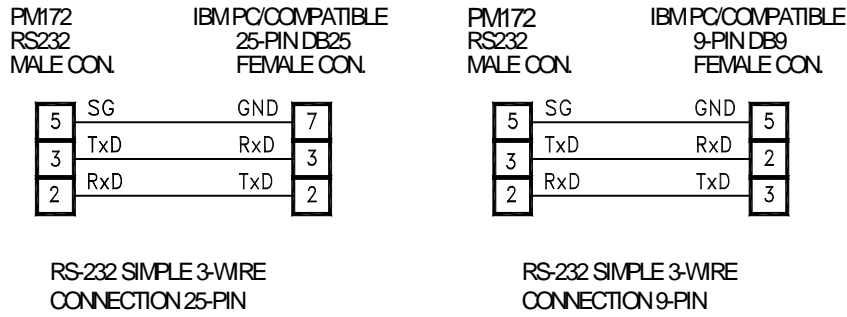 PM172 IBM PC/COMPATIBLE
RS232 25-PIN DB25
MALE CON. FEMALE CON.
5 SG GND 7
3 TxD RxD 3
2 RxD TxD 2
RS-232 SIMPLE 3-WIRE
CONNECTION 25-PIN
PM172 IBM PC/COMPATIBLE
RS232 9-PIN DB9
MALE CON. FEMALE CON.
5 SG GND 5
3 TxD RxD 2
2 RxD TxD 3
RS-232 SIMPLE 3-WIRE
CONNECTION 9-PIN